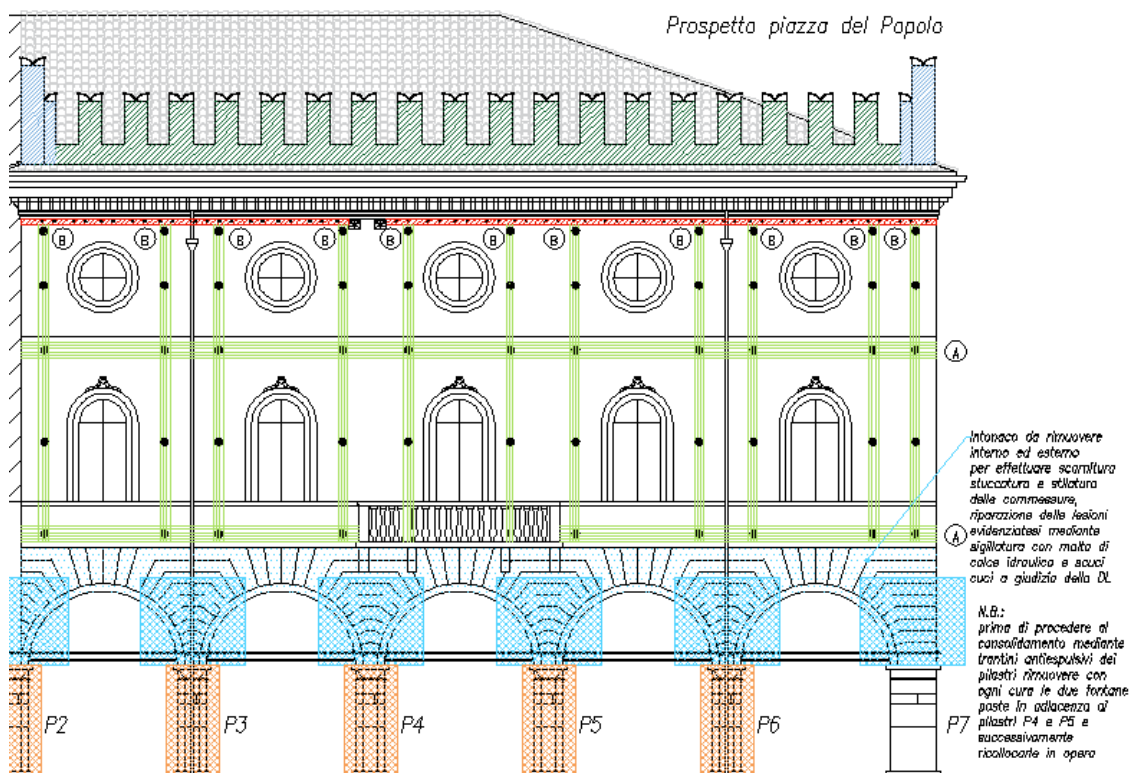 Prospetto piazza del Popolo
B B B B B B B B B B B
A
Intonaco da rimuovere
interno ed esterno
per effettuare scarnitura
stuccatura e stilatura
delle commessure,
riparazione delle lesioni
evidenziatesi mediante
A
sigillatura con malta di
calce idraulica e scuci
cuci a giudizio della DL
N.B.:
prima di procedere al
consolidamento mediante
trantini antiespulsivi dei
pilastri rimuovere con
ogni cura le due fontane
poste in adiacenza ai
pilastri P4 e P5 e
successivamente
ricollocarle in opera
P2 P3 P4 P5 P6 P7